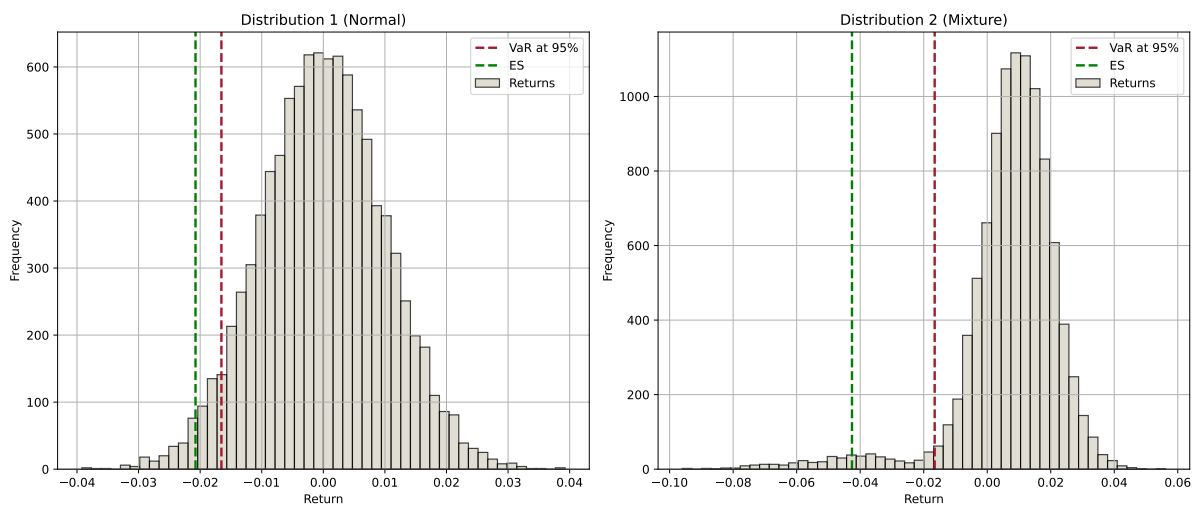 Distribution 1 (Normal)
VaR at 95%
ES
Returns
600
500
400
300
200
100
0
Frequency
−0.04 −0.03 −0.02 −0.01 0.00 0.01 0.02 0.03 0.04
Return
Distribution 2 (Mixture)
VaR at 95%
ES
Returns
1000
800
600
400
200
0
Frequency
−0.10 −0.08 −0.06 −0.04 −0.02 0.00 0.02 0.04 0.06
Return